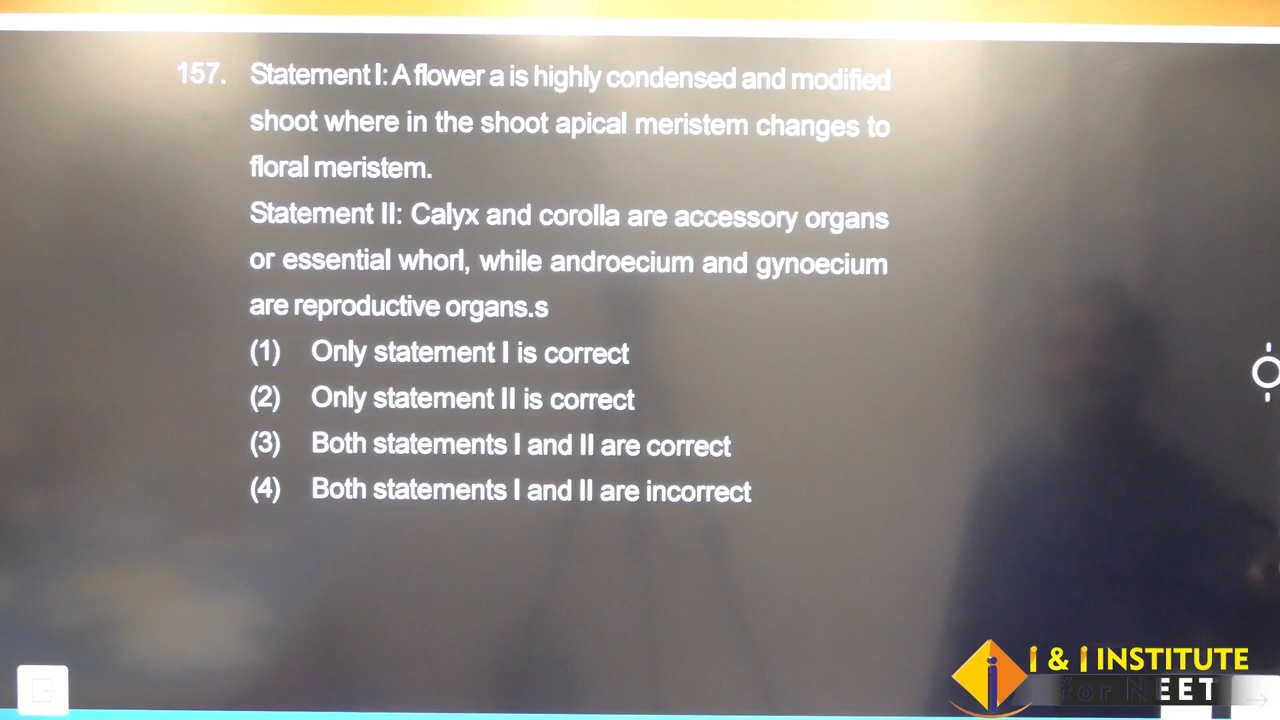 157. Statement I: A flower a is highly condensed and modified
shoot where in the shoot apical meristem changes to
floral meristem.
Statement II: Calyx and corolla are accessory organs
or essential whorl, while androecium and gynoecium
are reproductive organs.s
(1) Only statement I is correct
(2) Only statement II is correct
(3) Both statements I and II are correct
(4) Both statements I and II are incorrect
i & i INSTITUTE
for NEET